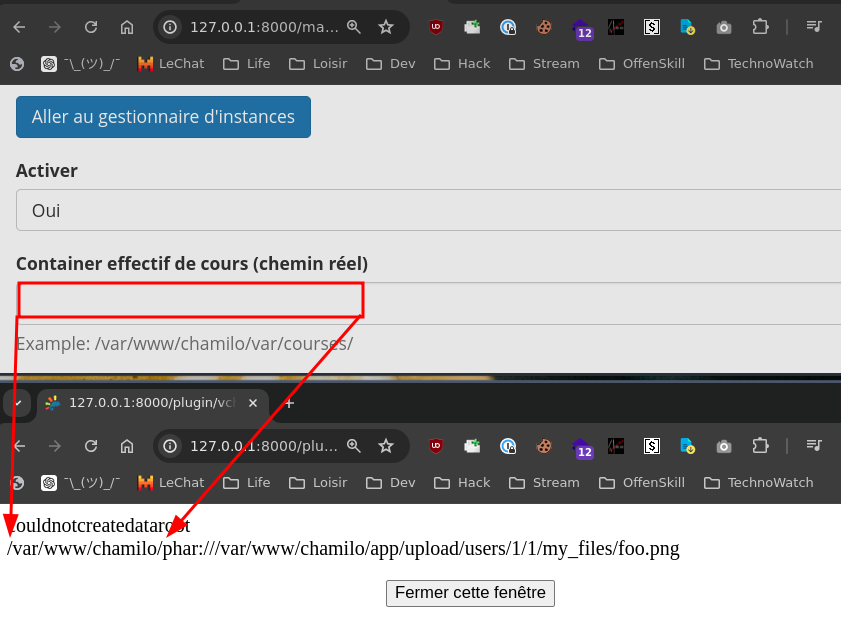 127.0.0.1:8000/ma...
12
¯\_(ツ)_/¯ LeChat Life Loisir Dev Hack Stream OffenSkill TechnoWatch
Aller au gestionnaire d'instances
Activer
Oui
Container effectif de cours (chemin réel)
Example: /var/www/chamilo/var/courses/
127.0.0.1:8000/plugin/vc
127.0.0.1:8000/plu...
12
¯\_(ツ)_/¯ LeChat Life Loisir Dev Hack Stream OffenSkill TechnoWatch
couldnotcreatedataroot
/var/www/chamilo/phar:///var/www/chamilo/app/upload/users/1/1/my_files/foo.png
Fermer cette fenêtre